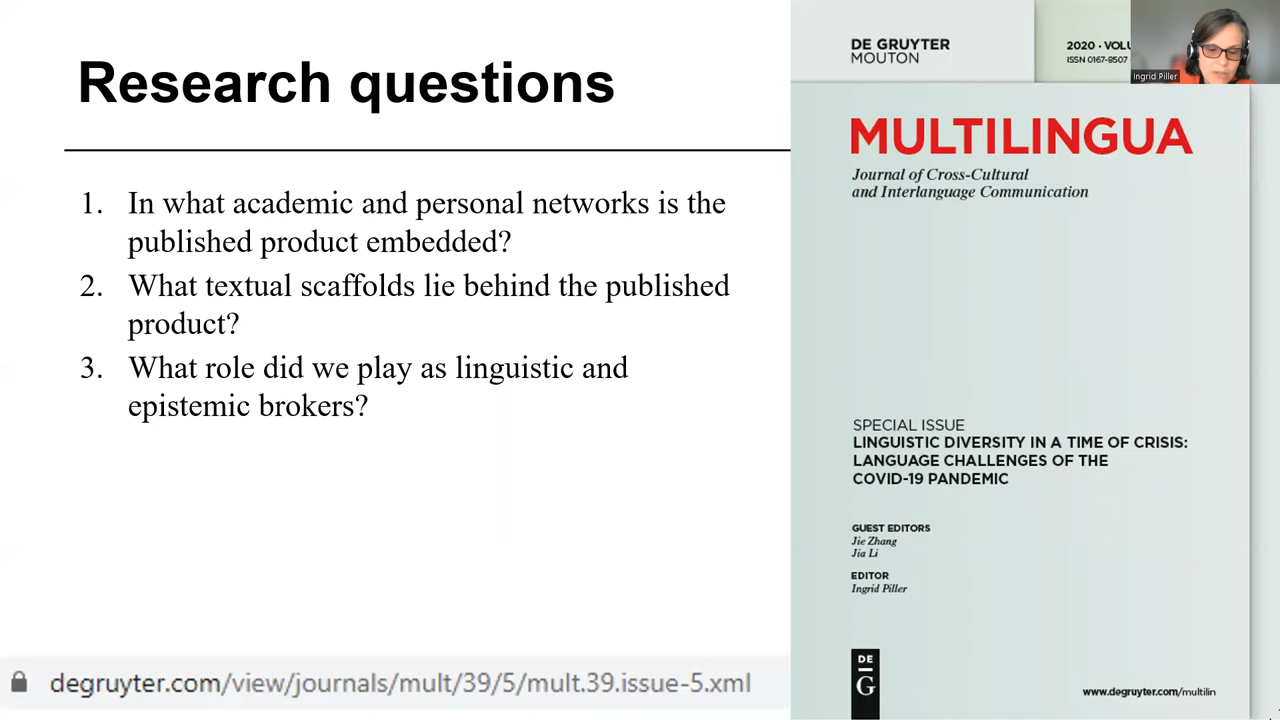 Research questions
1. In what academic and personal networks is the
published product embedded?
2. What textual scaffolds lie behind the published
product?
3. What role did we play as linguistic and
epistemic brokers?
degruyter.com/view/journals/mult/39/5/mult.39.issue-5.xml
DE GRUYTER
MOUTON
2020 · VOLU
ISSN 0167-8507
Ingrid Piller
MULTILINGUA
Journal of Cross-Cultural
and Interlanguage Communication
SPECIAL ISSUE
LINGUISTIC DIVERSITY IN A TIME OF CRISIS:
LANGUAGE CHALLENGES OF THE
COVID-19 PANDEMIC
GUEST EDITORS
Jie Zhang
Jia Li
EDITOR
Ingrid Piller
DE
G
www.degruyter.com/multilin